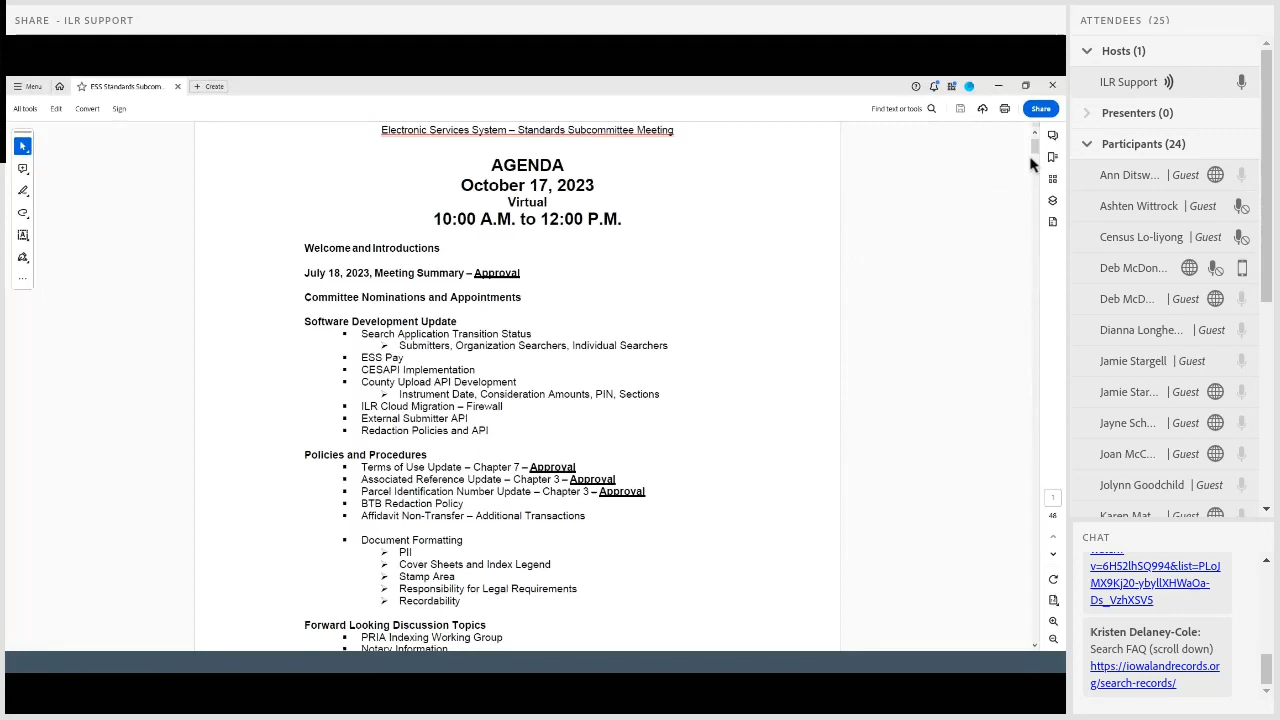 SHARE - ILR SUPPORT
Menu
ESS Standards Subcom...
Create
All tools
Edit
Convert
Sign
Find text or tools
Share
Electronic Services System – Standards Subcommittee Meeting
AGENDA
October 17, 2023
Virtual
10:00 A.M. to 12:00 P.M.
Welcome and Introductions
July 18, 2023, Meeting Summary – Approval
Committee Nominations and Appointments
Software Development Update
Search Application Transition Status
Submitters, Organization Searchers, Individual Searchers
ESS Pay
CESAPI Implementation
County Upload API Development
Instrument Date, Consideration Amounts, PIN, Sections
ILR Cloud Migration – Firewall
External Submitter API
Redaction Policies and API
Policies and Procedures
Terms of Use Update – Chapter 7 – Approval
Associated Reference Update – Chapter 3 – Approval
Parcel Identification Number Update – Chapter 3 – Approval
BTB Redaction Policy
Affidavit Non-Transfer – Additional Transactions
Document Formatting
PII
Cover Sheets and Index Legend
Stamp Area
Responsibility for Legal Requirements
Recordability
Forward Looking Discussion Topics
PRIA Indexing Working Group
Notary Information
1
48
ATTENDEES (25)
Hosts (1)
ILR Support
Presenters (0)
Participants (24)
Ann Ditsw... | Guest
Ashten Wittrock | Guest
Census Lo-liyong | Guest
Deb McDon...
Deb McD... | Guest
Dianna Longhe... | Guest
Jamie Stargell | Guest
Jamie Star... | Guest
Jayne Sch... | Guest
Joan McC... | Guest
Jolynn Goodchild | Guest
Karen Mat... | Guest
CHAT
v=6H52lhSQ994&list=PLoJ
MX9Kj20-ybyllXHWaOa-
Ds_VzhXSV5
Kristen Delaney-Cole:
Search FAQ (scroll down)
https://iowalandrecords.or
g/search-records/